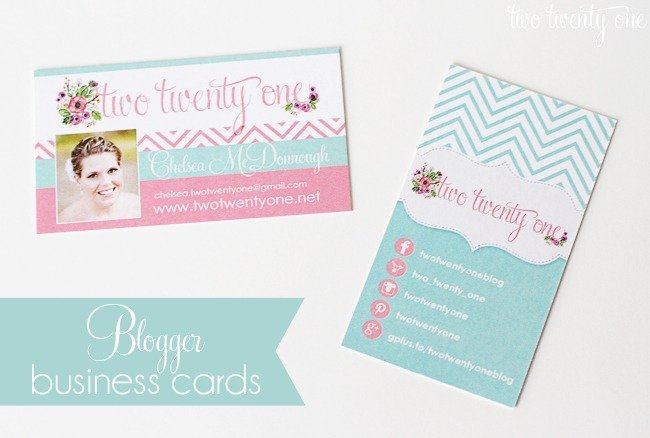 two twenty one
two twenty one
Chelsea McDonnough
chelsea.twotwentyone@gmail.com
www.twotwentyone.net
two twenty one
f
twotwentyoneblog
two_twenty_one
twotwentyone
p
twotwentyone
g+
gplus.to/twotwentyoneblog
Blogger
business cards